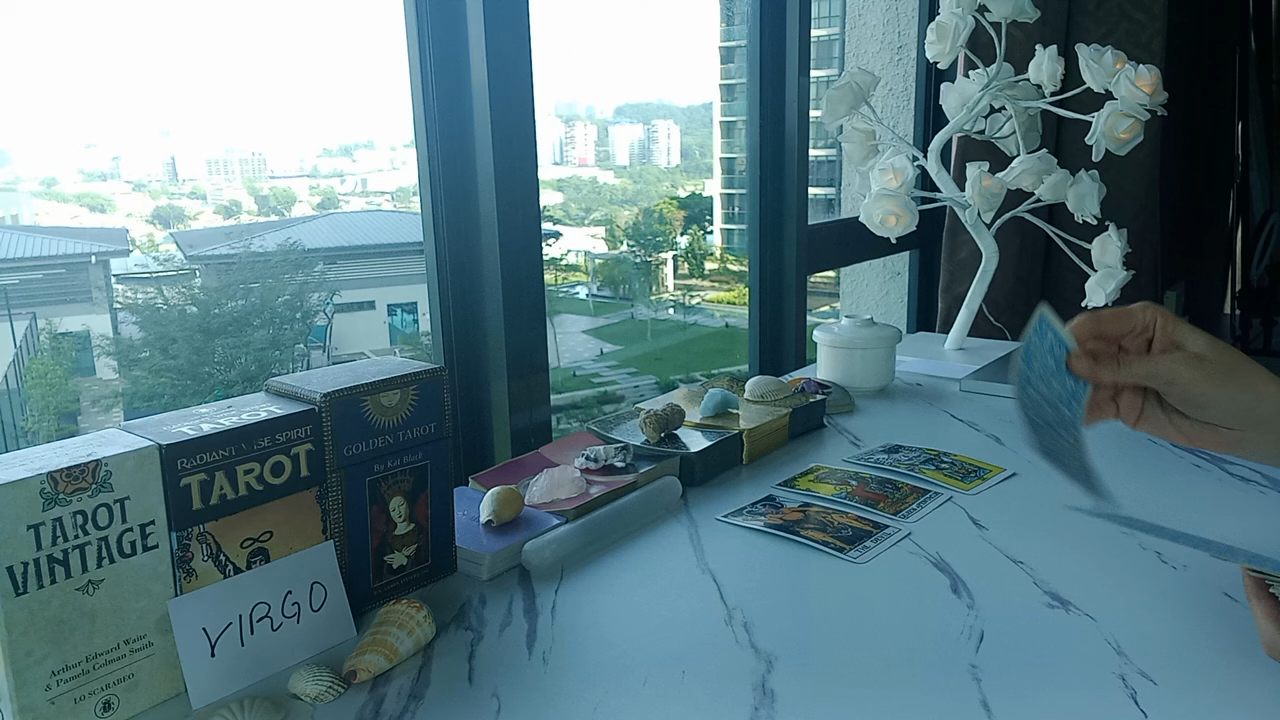 TAROT
VINTAGE
Arthur Edward Waite
& Pamela Colman Smith
LO SCARABEO
TAROT
RADIANT WISE SPIRIT
TAROT
GOLDEN TAROT
By Kat Black
VIRGO
THE DEVIL